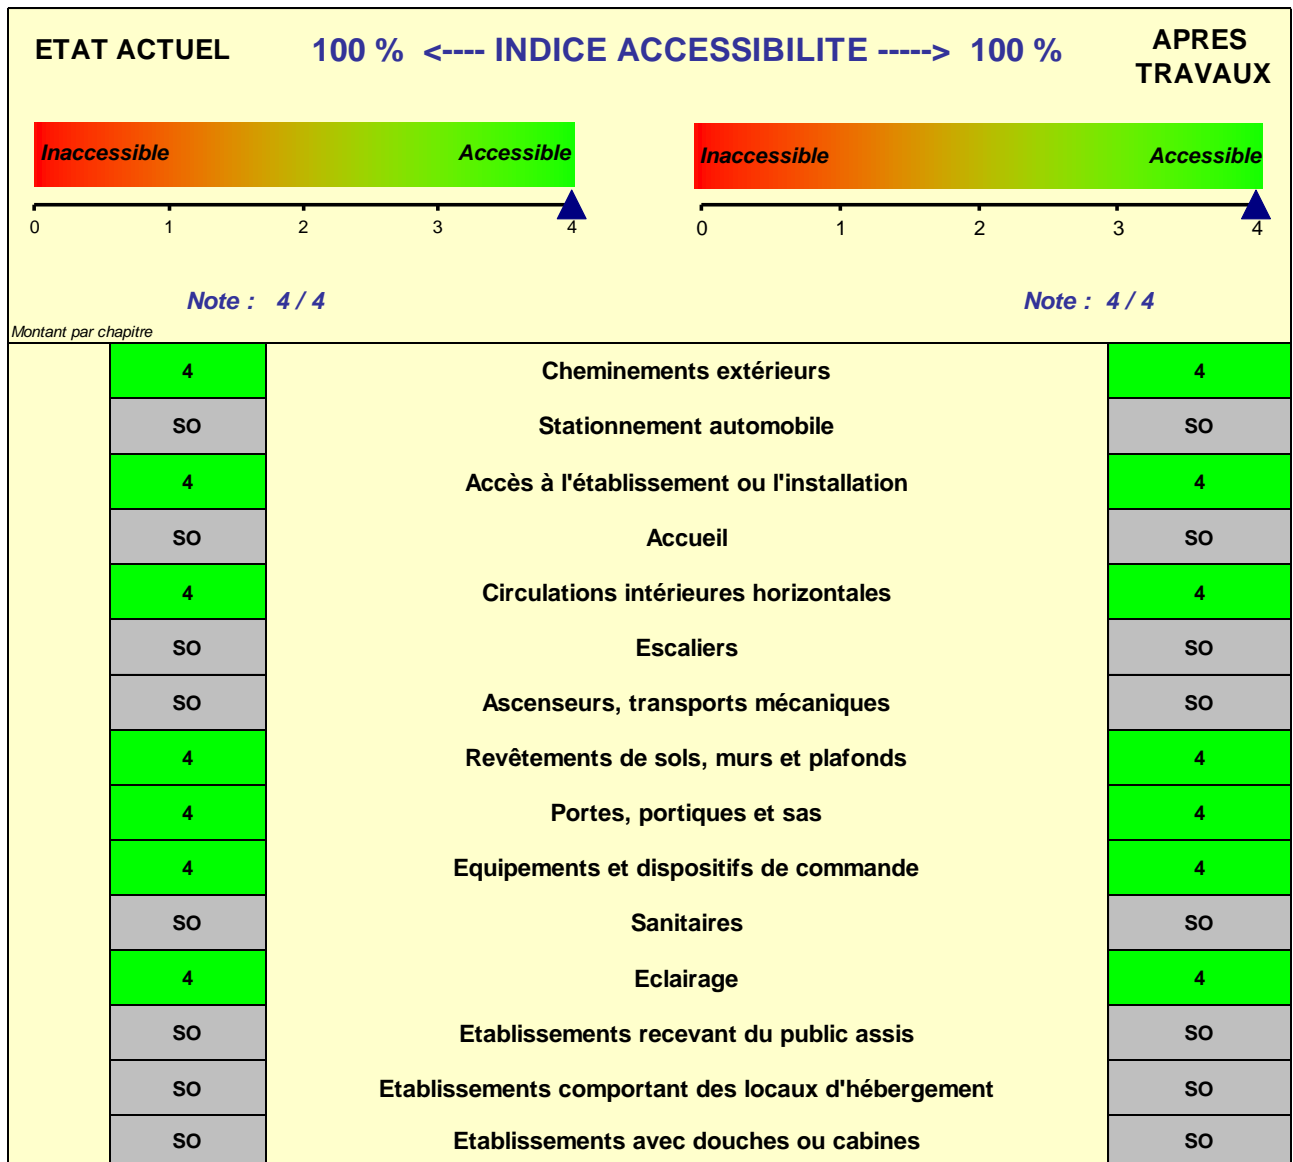 ETAT ACTUEL 100 % <---- INDICE ACCESSIBILITE -----> 100 % APRES TRAVAUX
Inaccessible Accessible Inaccessible Accessible
0 1 2 3 4 0 1 2 3 4
Note : 4 / 4 Note : 4 / 4
Montant par chapitre
4 Cheminements extérieurs 4
SO Stationnement automobile SO
4 Accès à l'établissement ou l'installation 4
SO Accueil SO
4 Circulations intérieures horizontales 4
SO Escaliers SO
SO Ascenseurs, transports mécaniques SO
4 Revêtements de sols, murs et plafonds 4
4 Portes, portiques et sas 4
4 Equipements et dispositifs de commande 4
SO Sanitaires SO
4 Eclairage 4
SO Etablissements recevant du public assis SO
SO Etablissements comportant des locaux d'hébergement SO
SO Etablissements avec douches ou cabines SO